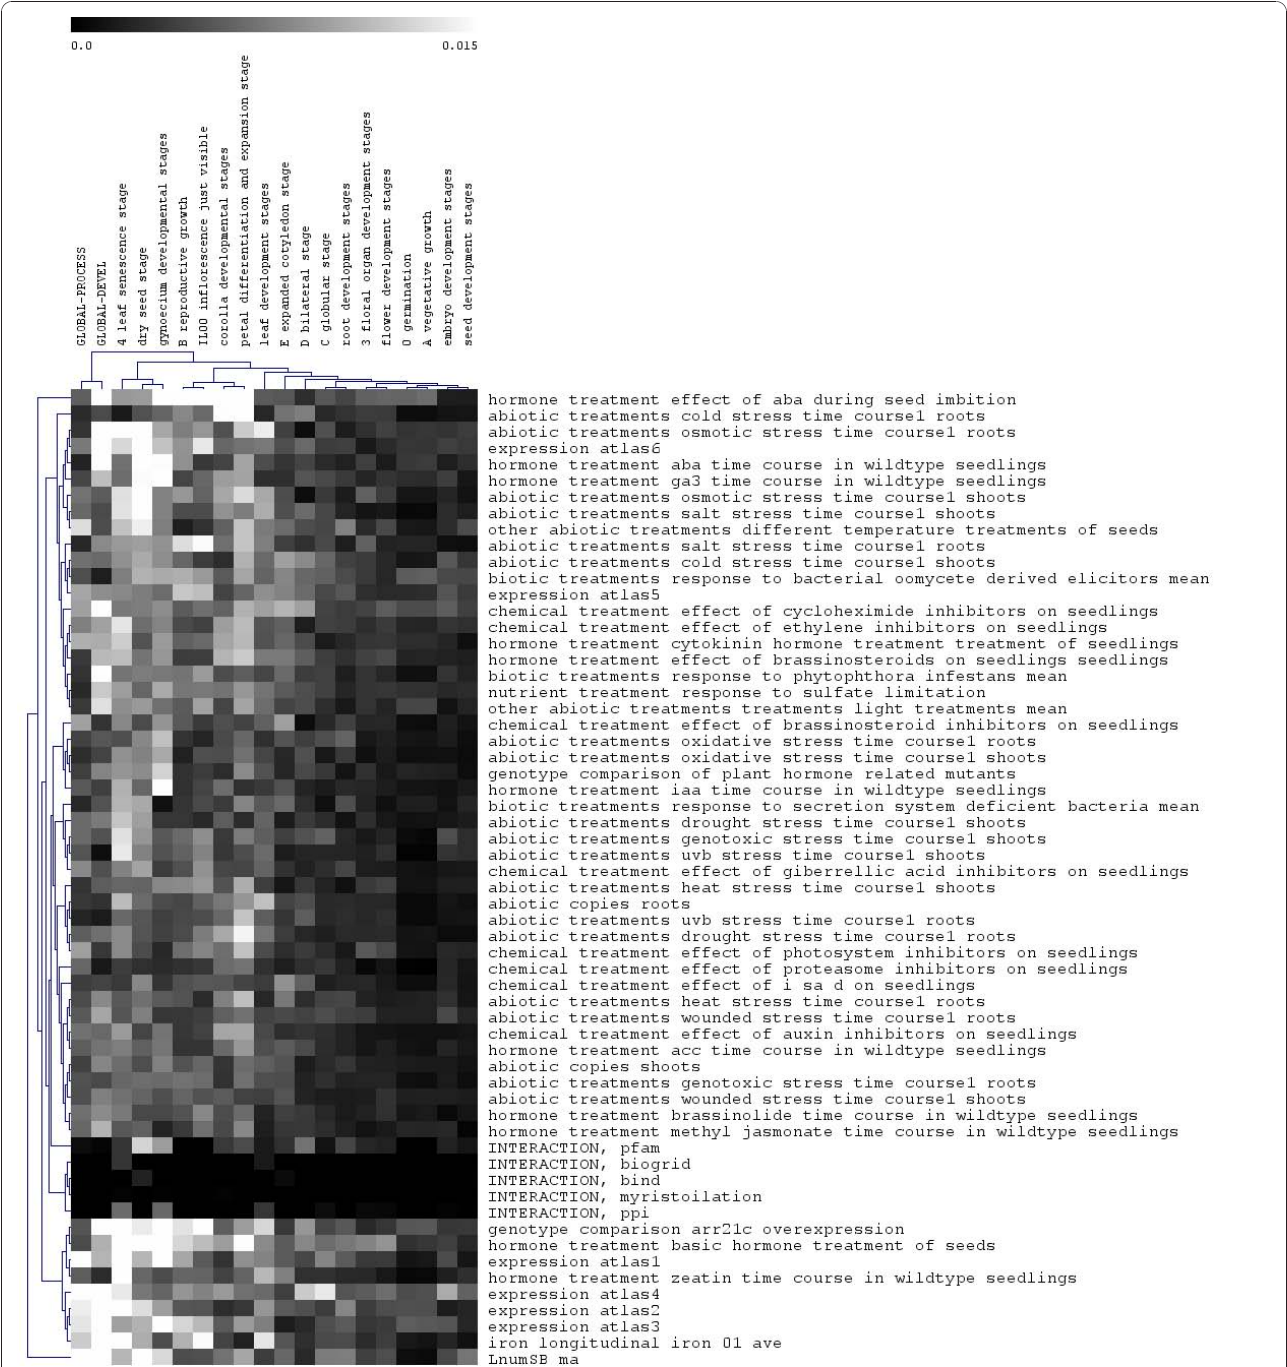 0.0
0.015
GLOBAL-PROCESS
GLOBAL-DEVEL
4 leaf senescence stage
dry seed stage
gynoecium developmental stages
B reproductive growth
IL00 inflorescence just visible
corolla developmental stages
petal differentiation and expansion stage
leaf development stages
E expanded cotyledon stage
D bilateral stage
C globular stage
root development stages
3 floral organ development stages
flower development stages
0 germination
A vegetative growth
embryo development stages
seed development stages
hormone treatment effect of aba during seed imbition
abiotic treatments cold stress time course1 roots
abiotic treatments osmotic stress time course1 roots
expression atlas6
hormone treatment aba time course in wildtype seedlings
hormone treatment ga3 time course in wildtype seedlings
abiotic treatments osmotic stress time course1 shoots
abiotic treatments salt stress time course1 shoots
other abiotic treatments different temperature treatments of seeds
abiotic treatments salt stress time course1 roots
abiotic treatments cold stress time course1 shoots
biotic treatments response to bacterial oomycete derived elicitors mean
expression atlas5
chemical treatment effect of cycloheximide inhibitors on seedlings
chemical treatment effect of ethylene inhibitors on seedlings
hormone treatment cytokinin hormone treatment treatment of seedlings
hormone treatment effect of brassinosteroids on seedlings seedlings
biotic treatments response to phytophthora infestans mean
nutrient treatment response to sulfate limitation
other abiotic treatments treatments light treatments mean
chemical treatment effect of brassinosteroid inhibitors on seedlings
abiotic treatments oxidative stress time course1 roots
abiotic treatments oxidative stress time course1 shoots
genotype comparison of plant hormone related mutants
hormone treatment iaa time course in wildtype seedlings
biotic treatments response to secretion system deficient bacteria mean
abiotic treatments drought stress time course1 shoots
abiotic treatments genotoxic stress time course1 shoots
abiotic treatments uvb stress time course1 shoots
chemical treatment effect of giberrellic acid inhibitors on seedlings
abiotic treatments heat stress time course1 shoots
abiotic copies roots
abiotic treatments uvb stress time course1 roots
abiotic treatments drought stress time course1 roots
chemical treatment effect of photosystem inhibitors on seedlings
chemical treatment effect of proteasome inhibitors on seedlings
chemical treatment effect of i sa d on seedlings
abiotic treatments heat stress time course1 roots
abiotic treatments wounded stress time course1 roots
chemical treatment effect of auxin inhibitors on seedlings
hormone treatment acc time course in wildtype seedlings
abiotic copies shoots
abiotic treatments genotoxic stress time course1 roots
abiotic treatments wounded stress time course1 shoots
hormone treatment brassinolide time course in wildtype seedlings
hormone treatment methyl jasmonate time course in wildtype seedlings
INTERACTION, pfam
INTERACTION, biogrid
INTERACTION, bind
INTERACTION, myristoilation
INTERACTION, ppi
genotype comparison arr21c overexpression
hormone treatment basic hormone treatment of seeds
expression atlas1
hormone treatment zeatin time course in wildtype seedlings
expression atlas4
expression atlas2
expression atlas3
iron longitudinal iron 01 ave
LnumSB ma